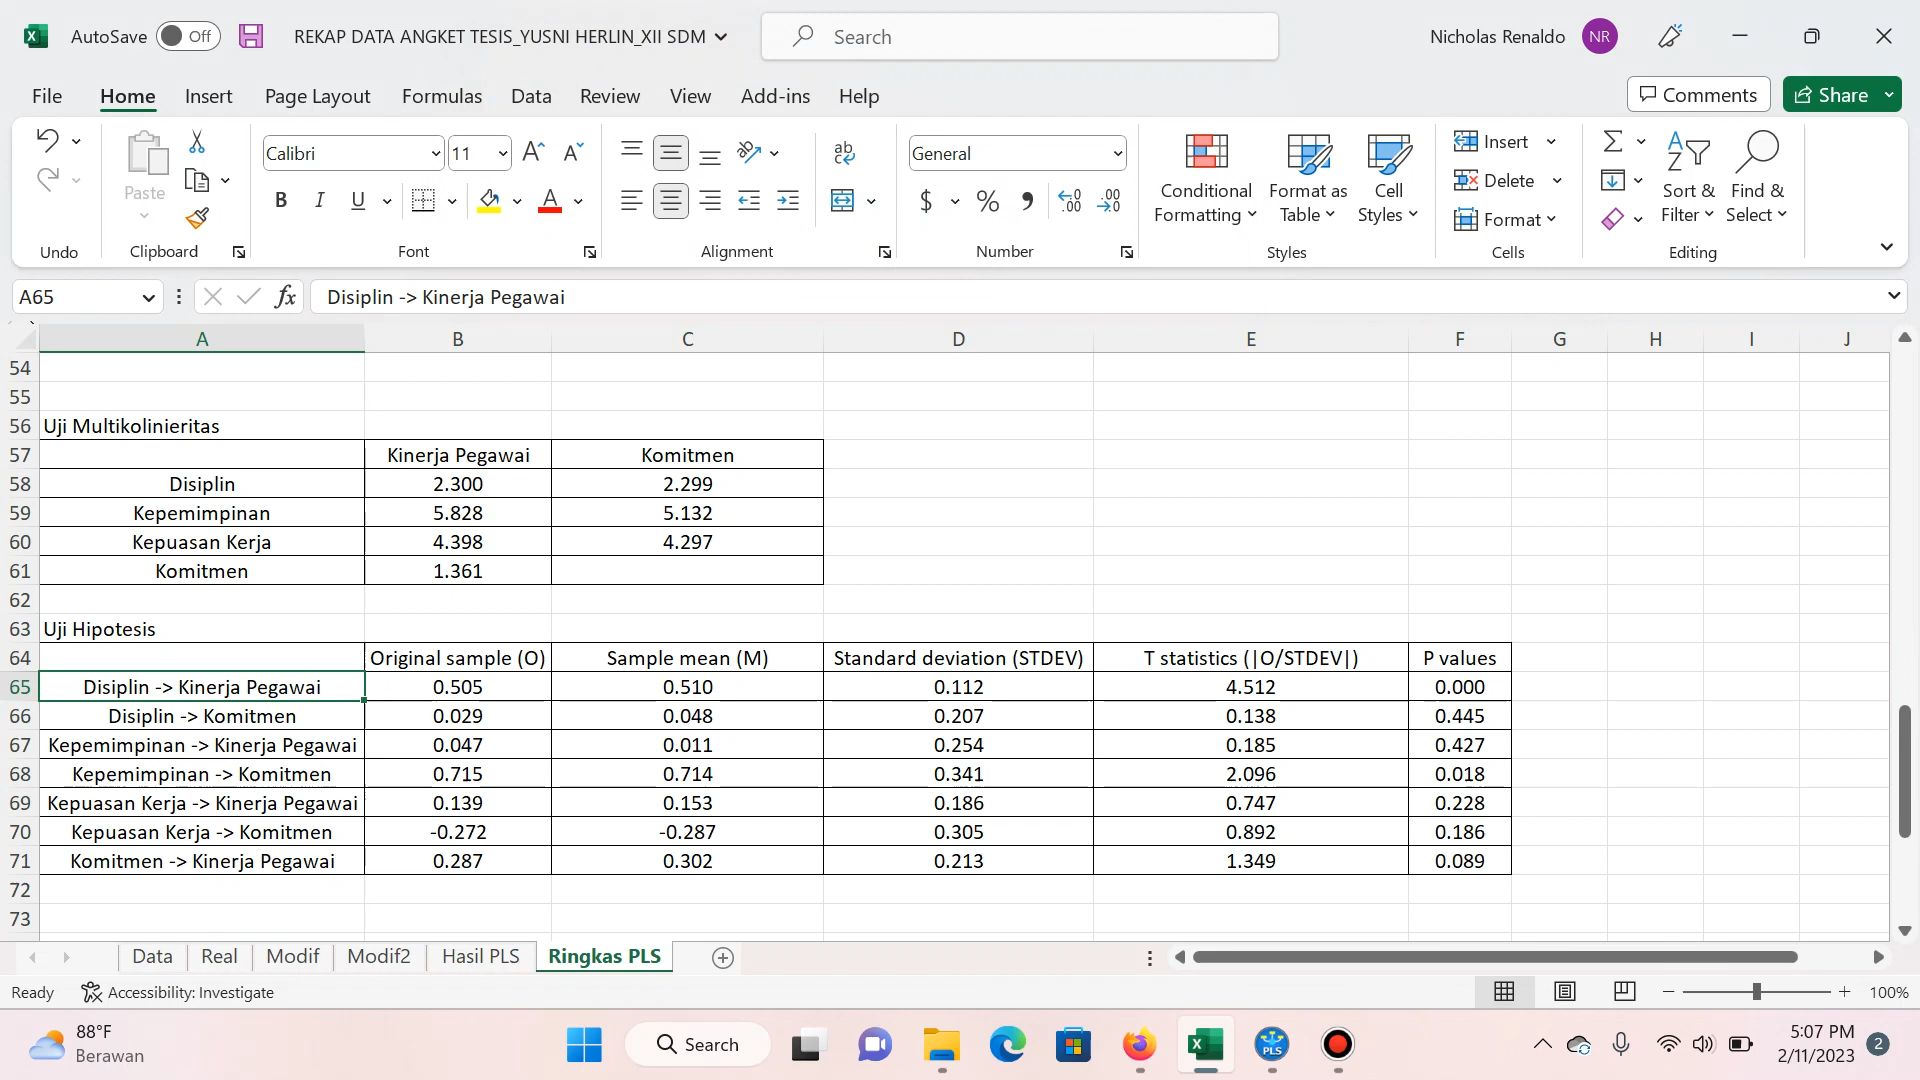 AutoSave Off REKAP DATA ANGKET TESIS_YUSNI HERLIN_XII SDM Search Nicholas Renaldo NR
File Home Insert Page Layout Formulas Data Review View Add-ins Help Comments Share
Paste Calibri 11 General Conditional Formatting Format as Table Cell Styles Insert Delete Format Sort & Filter Find & Select
Undo Clipboard Font Alignment Number Styles Cells Editing
A65 fx Disiplin -> Kinerja Pegawai
A B C D E F G H I J
54
55
56 Uji Multikolinieritas
57 Kinerja Pegawai Komitmen
58 Disiplin 2.300 2.299
59 Kepemimpinan 5.828 5.132
60 Kepuasan Kerja 4.398 4.297
61 Komitmen 1.361
62
63 Uji Hipotesis
64 Original sample (O) Sample mean (M) Standard deviation (STDEV) T statistics (|O/STDEV|) P values
65 Disiplin -> Kinerja Pegawai 0.505 0.510 0.112 4.512 0.000
66 Disiplin -> Komitmen 0.029 0.048 0.207 0.138 0.445
67 Kepemimpinan -> Kinerja Pegawai 0.047 0.011 0.254 0.185 0.427
68 Kepemimpinan -> Komitmen 0.715 0.714 0.341 2.096 0.018
69 Kepuasan Kerja -> Kinerja Pegawai 0.139 0.153 0.186 0.747 0.228
70 Kepuasan Kerja -> Komitmen -0.272 -0.287 0.305 0.892 0.186
71 Komitmen -> Kinerja Pegawai 0.287 0.302 0.213 1.349 0.089
72
73
Data Real Modif Modif2 Hasil PLS Ringkas PLS
Ready Accessibility: Investigate 100%
88°F
Berawan
Search
PLS
5:07 PM
2/11/2023
2